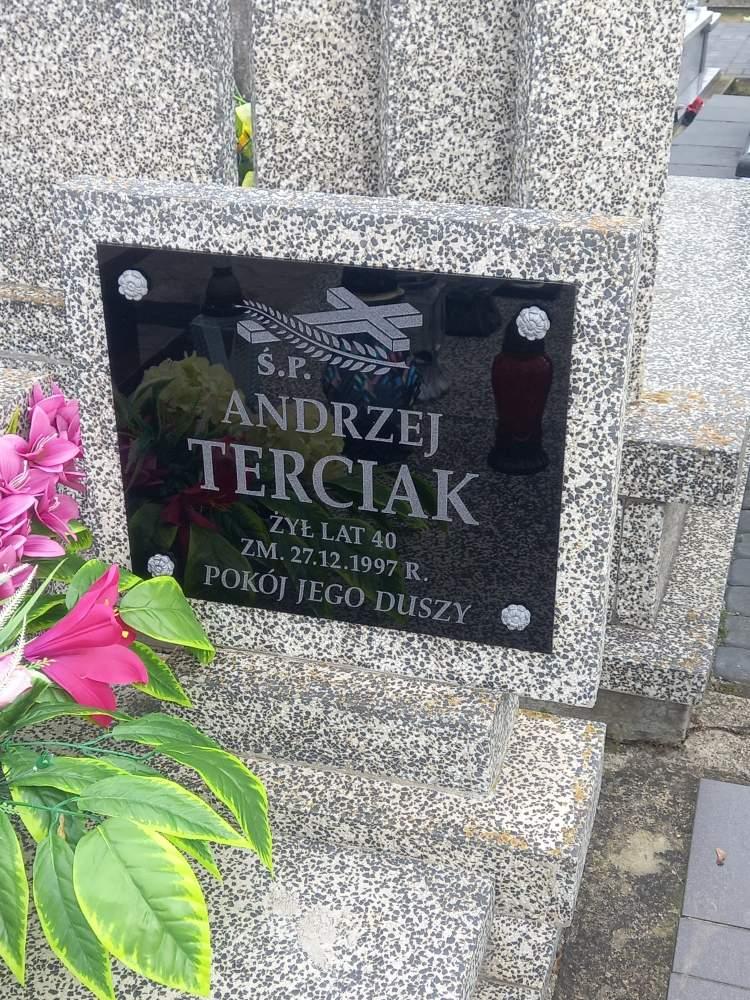 Ś.P.
ANDRZEJ
TERCIAK
ŻYŁ LAT 40
ZM. 27.12.1997 R.
POKÓJ JEGO DUSZY